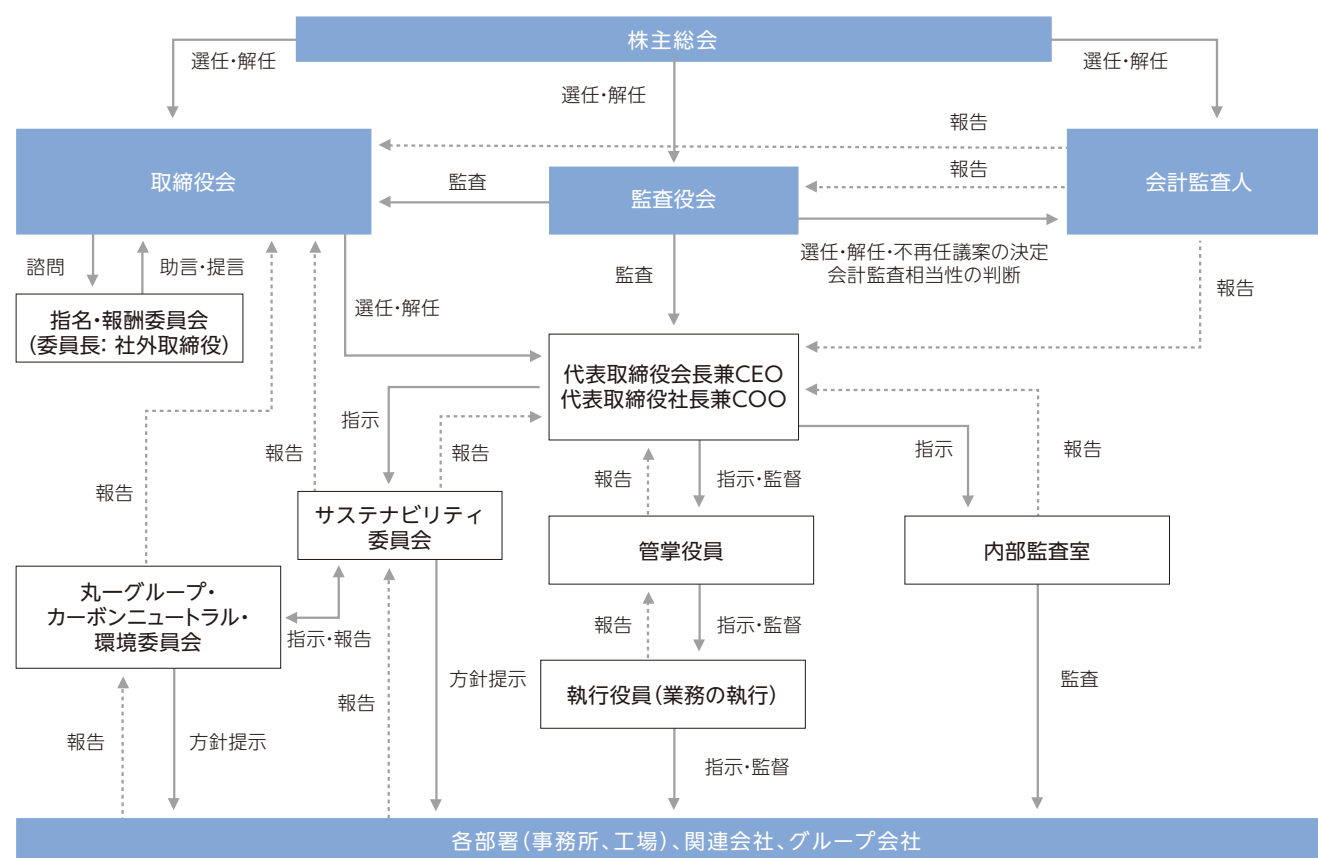 株主総会
選任・解任
選任・解任
選任・解任
報告
取締役会
監査
監査役会
報告
会計監査人
選任・解任・不再任議案の決定
会計監査相当性の判断
諮問
助言・提言
監査
報告
指名・報酬委員会
(委員長: 社外取締役)
選任・解任
代表取締役会長兼CEO
代表取締役社長兼COO
指示
報告
報告
報告
指示・監督
指示
報告
報告
サステナビリティ
委員会
管掌役員
内部監査室
丸一グループ・
カーボンニュートラル・
環境委員会
指示・報告
報告
指示・監督
執行役員(業務の執行)
方針提示
報告
監査
報告
方針提示
指示・監督
各部署(事務所、工場)、関連会社、グループ会社